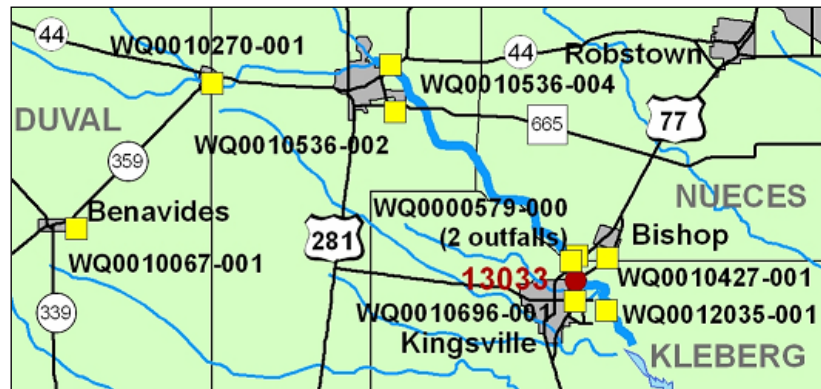 44
WQ0010270-001
44
Robstown
WQ0010536-004
DUVAL
77
665
WQ0010536-002
359
NUECES
Benavides
WQ0000579-000
(2 outfalls)
Bishop
281
WQ0010067-001
13033
WQ0010427-001
339
WQ0010696-001
WQ0012035-001
Kingsville
KLEBERG